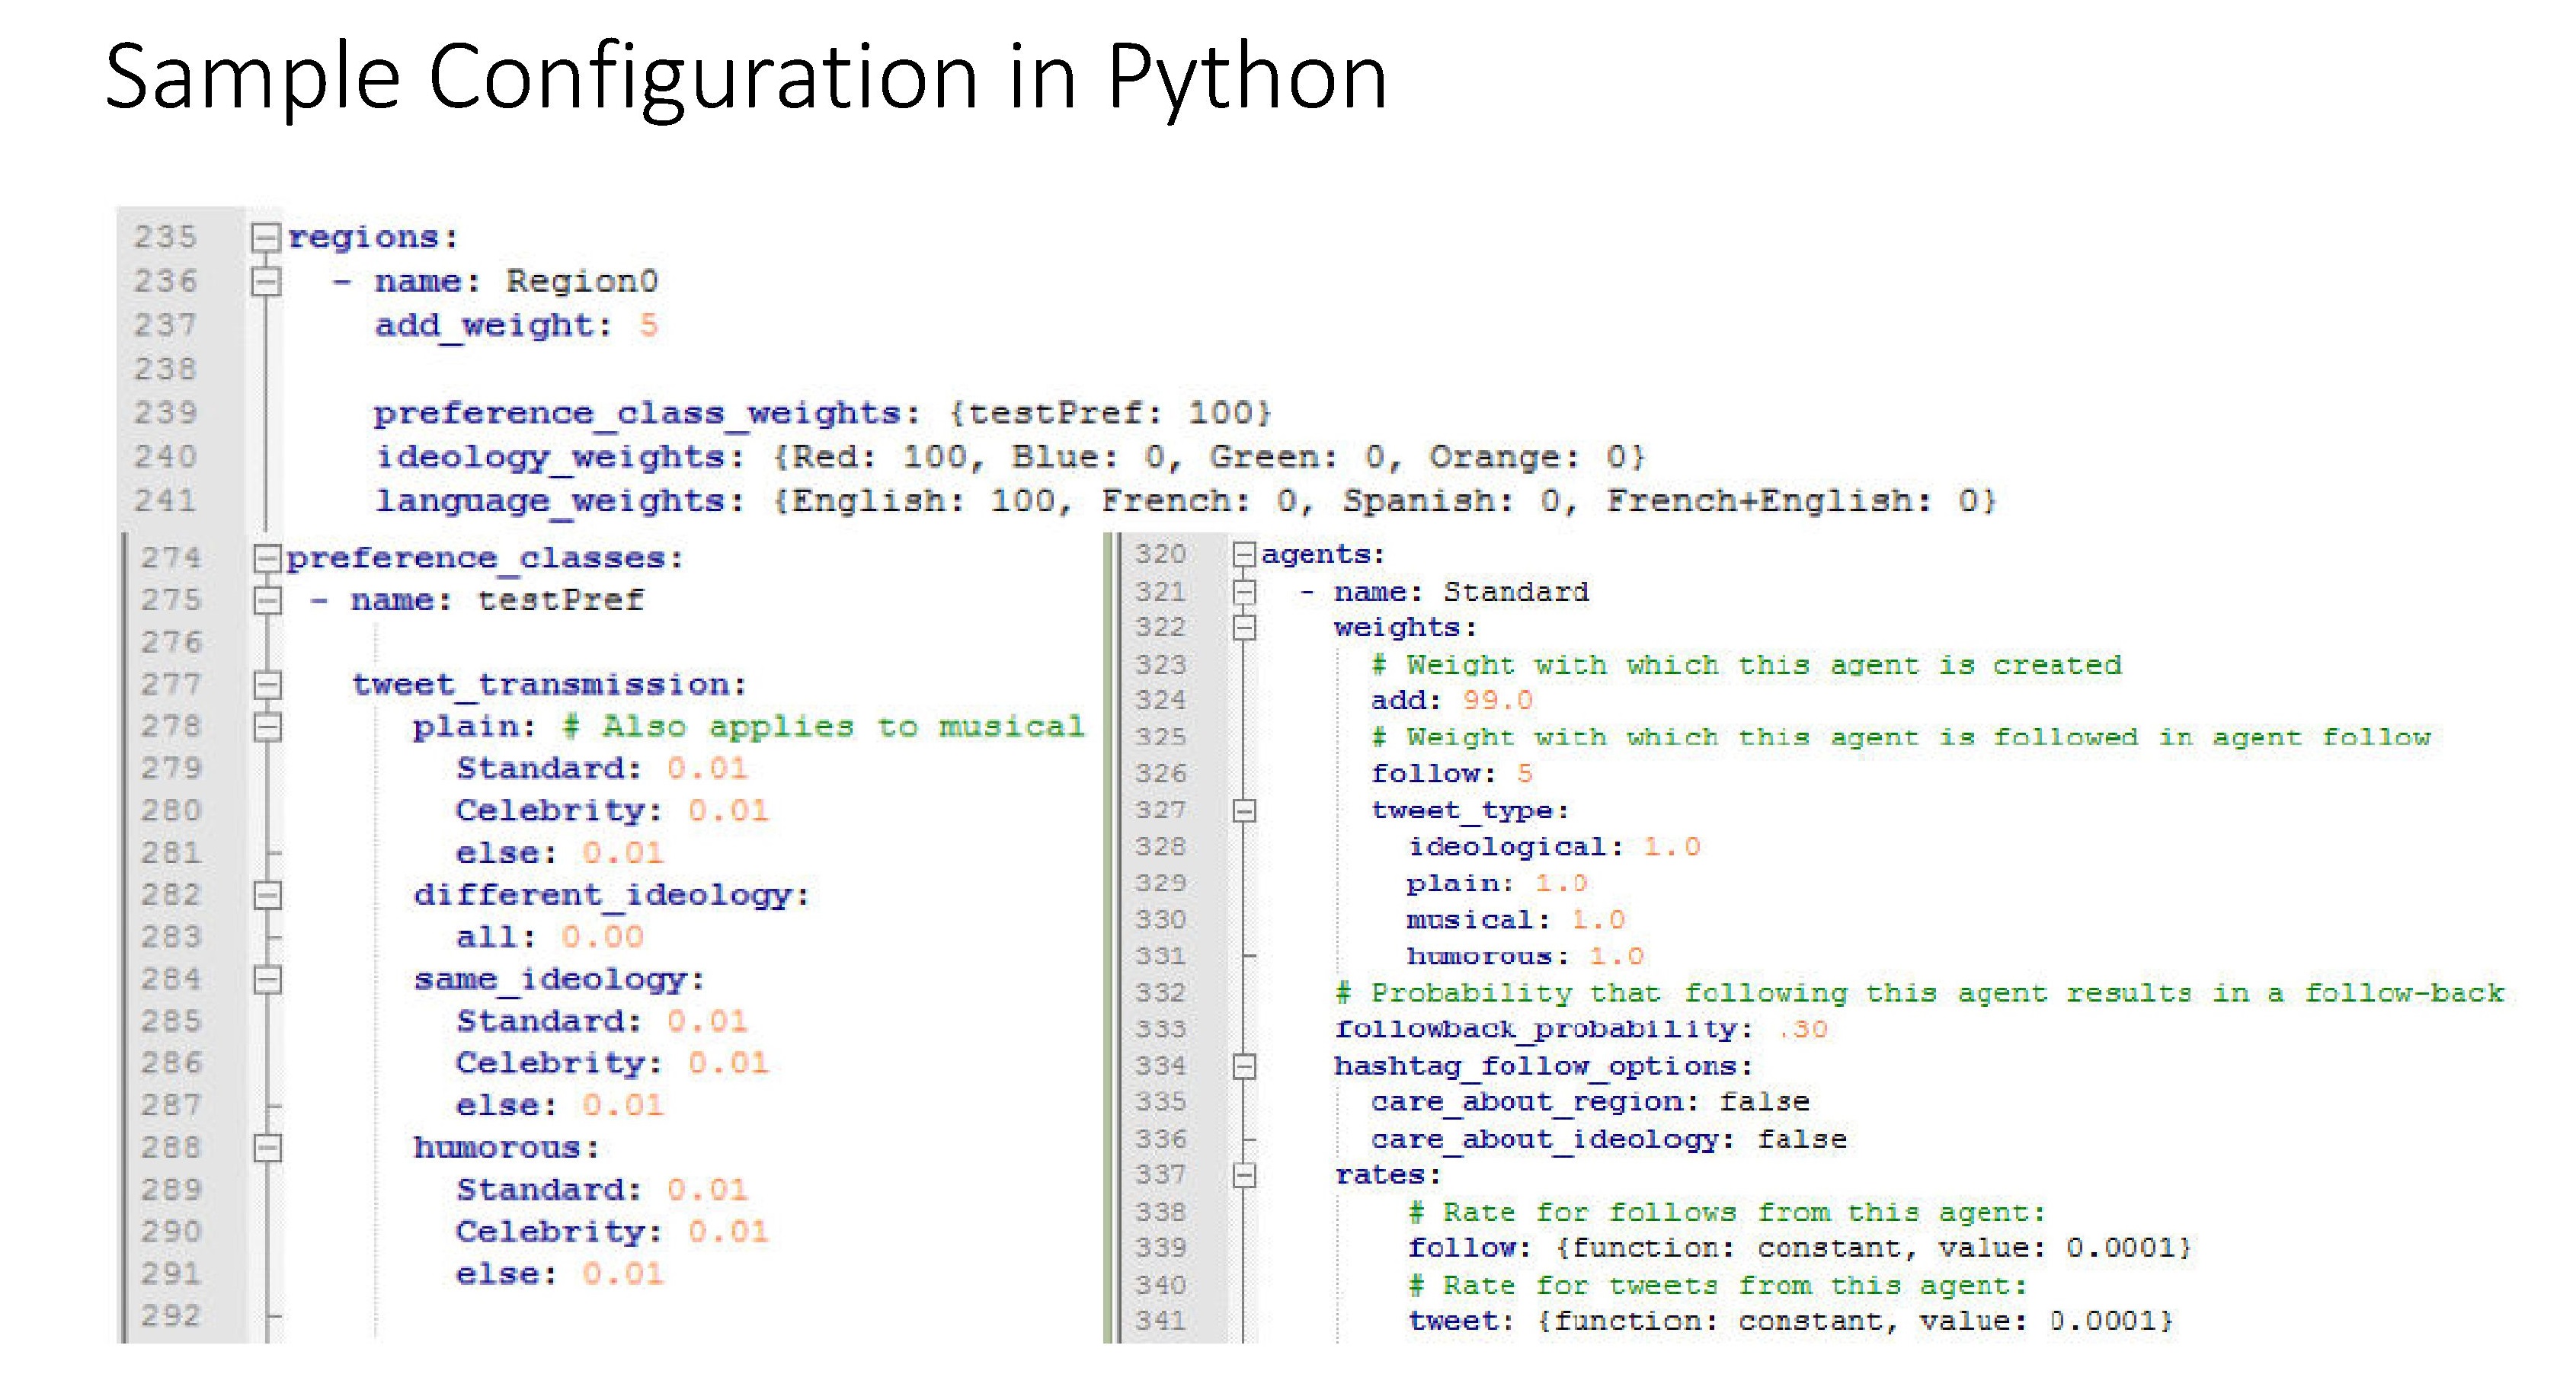 Sample Configuration in Python
235 regions:
236 - name: Region0
237 add_weight: 5
238
239 preference_class_weights: {testPref: 100}
240 ideology_weights: {Red: 100, Blue: 0, Green: 0, Orange: 0}
241 language_weights: {English: 100, French: 0, Spanish: 0, French+English: 0}
274 preference_classes:
275 - name: testPref
276
277 tweet_transmission:
278 plain: # Also applies to musical
279 Standard: 0.01
280 Celebrity: 0.01
281 else: 0.01
282 different_ideology:
283 all: 0.00
284 same_ideology:
285 Standard: 0.01
286 Celebrity: 0.01
287 else: 0.01
288 humorous:
289 Standard: 0.01
290 Celebrity: 0.01
291 else: 0.01
292
320 agents:
321 - name: Standard
322 weights:
323 # Weight with which this agent is created
324 add: 99.0
325 # Weight with which this agent is followed in agent follow
326 follow: 5
327 tweet_type:
328 ideological: 1.0
329 plain: 1.0
330 musical: 1.0
331 humorous: 1.0
332 # Probability that following this agent results in a follow-back
333 followback_probability: .30
334 hashtag_follow_options:
335 care_about_region: false
336 care_about_ideology: false
337 rates:
338 # Rate for follows from this agent:
339 follow: {function: constant, value: 0.0001}
340 # Rate for tweets from this agent:
341 tweet: {function: constant, value: 0.0001}